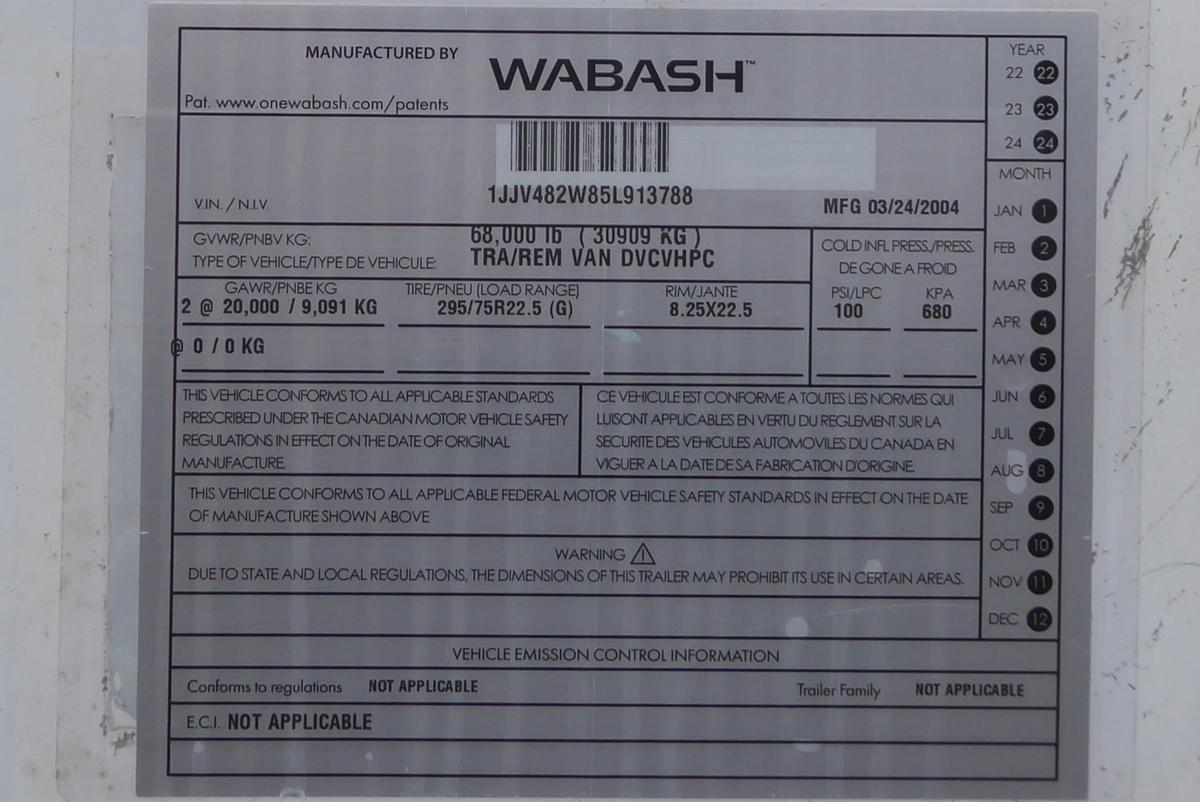 MANUFACTURED BY WABASH™
Pat. www.onewabash.com/patents
1JJV482W85L913788
V.I.N. / N.I.V. MFG 03/24/2004
GVWR/PNBV KG: 68,000 lb ( 30909 KG )
TYPE OF VEHICLE/TYPE DE VEHICULE: TRA/REM VAN DVCVHPC
COLD INFL PRESS./PRESS.
DE GONE A FROID
GAWR/PNBE KG TIRE/PNEU (LOAD RANGE) RIM/JANTE PSI/LPC KPA
2 @ 20,000 / 9,091 KG 295/75R22.5 (G) 8.25X22.5 100 680
@ 0 / 0 KG
THIS VEHICLE CONFORMS TO ALL APPLICABLE STANDARDS
PRESCRIBED UNDER THE CANADIAN MOTOR VEHICLE SAFETY
REGULATIONS IN EFFECT ON THE DATE OF ORIGINAL
MANUFACTURE.
CE VEHICULE EST CONFORME A TOUTES LES NORMES QUI
LUISONT APPLICABLES EN VERTU DU REGLEMENT SUR LA
SECURITE DES VEHICULES AUTOMOVILES DU CANADA EN
VIGUER A LA DATE DE SA FABRICATION D'ORIGINE.
THIS VEHICLE CONFORMS TO ALL APPLICABLE FEDERAL MOTOR VEHICLE SAFETY STANDARDS IN EFFECT ON THE DATE
OF MANUFACTURE SHOWN ABOVE
WARNING
DUE TO STATE AND LOCAL REGULATIONS, THE DIMENSIONS OF THIS TRAILER MAY PROHIBIT ITS USE IN CERTAIN AREAS.
VEHICLE EMISSION CONTROL INFORMATION
Conforms to regulations NOT APPLICABLE Trailer Family NOT APPLICABLE
E.C.I. NOT APPLICABLE
YEAR
22 22
23 23
24 24
MONTH
JAN 1
FEB 2
MAR 3
APR 4
MAY 5
JUN 6
JUL 7
AUG 8
SEP 9
OCT 10
NOV 11
DEC 12